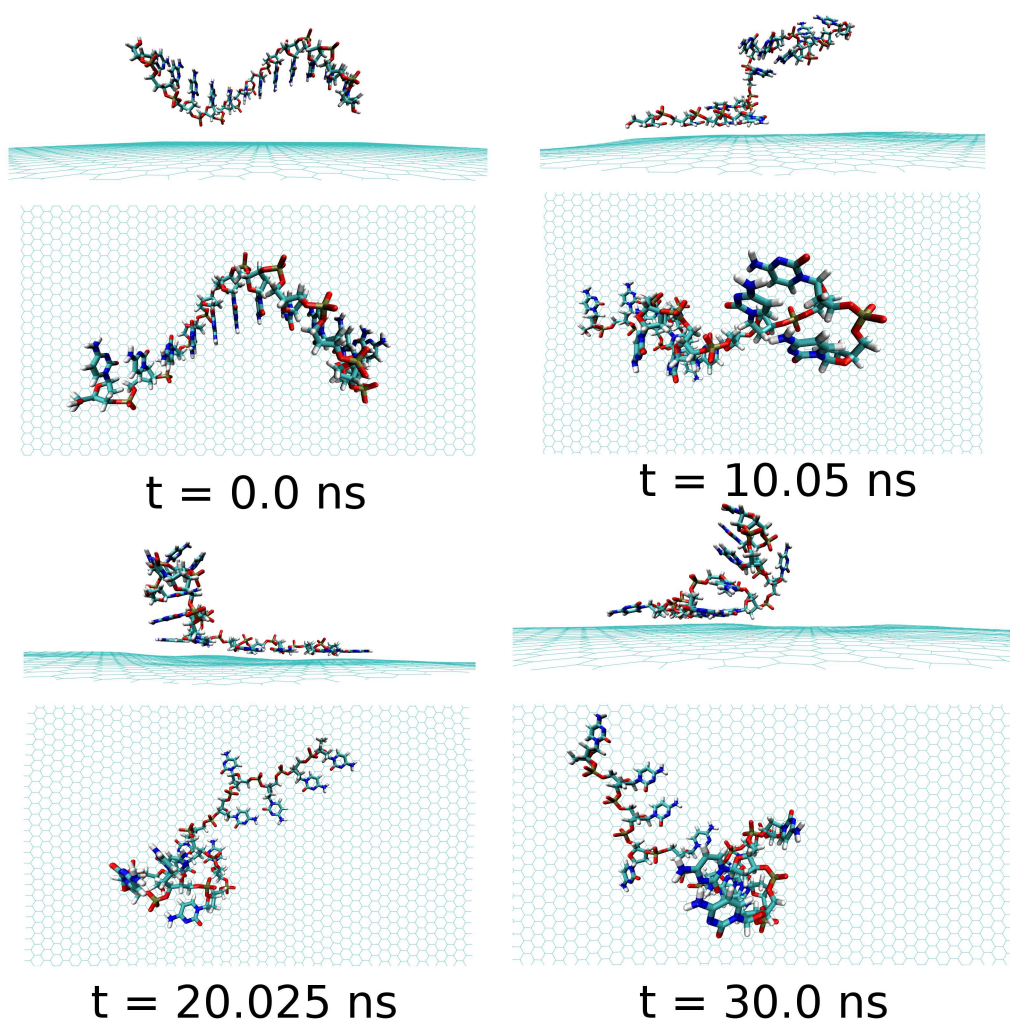 t = 0.0 ns
t = 10.05 ns
t = 20.025 ns
t = 30.0 ns